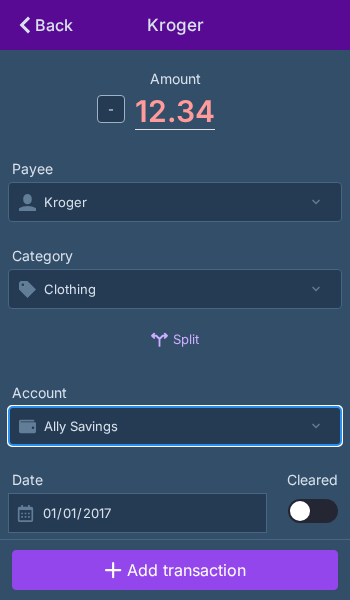 Back
Kroger
Amount
-
12.34
Payee
Kroger
Category
Clothing
Split
Account
Ally Savings
Date
Cleared
01/01/2017
Add transaction